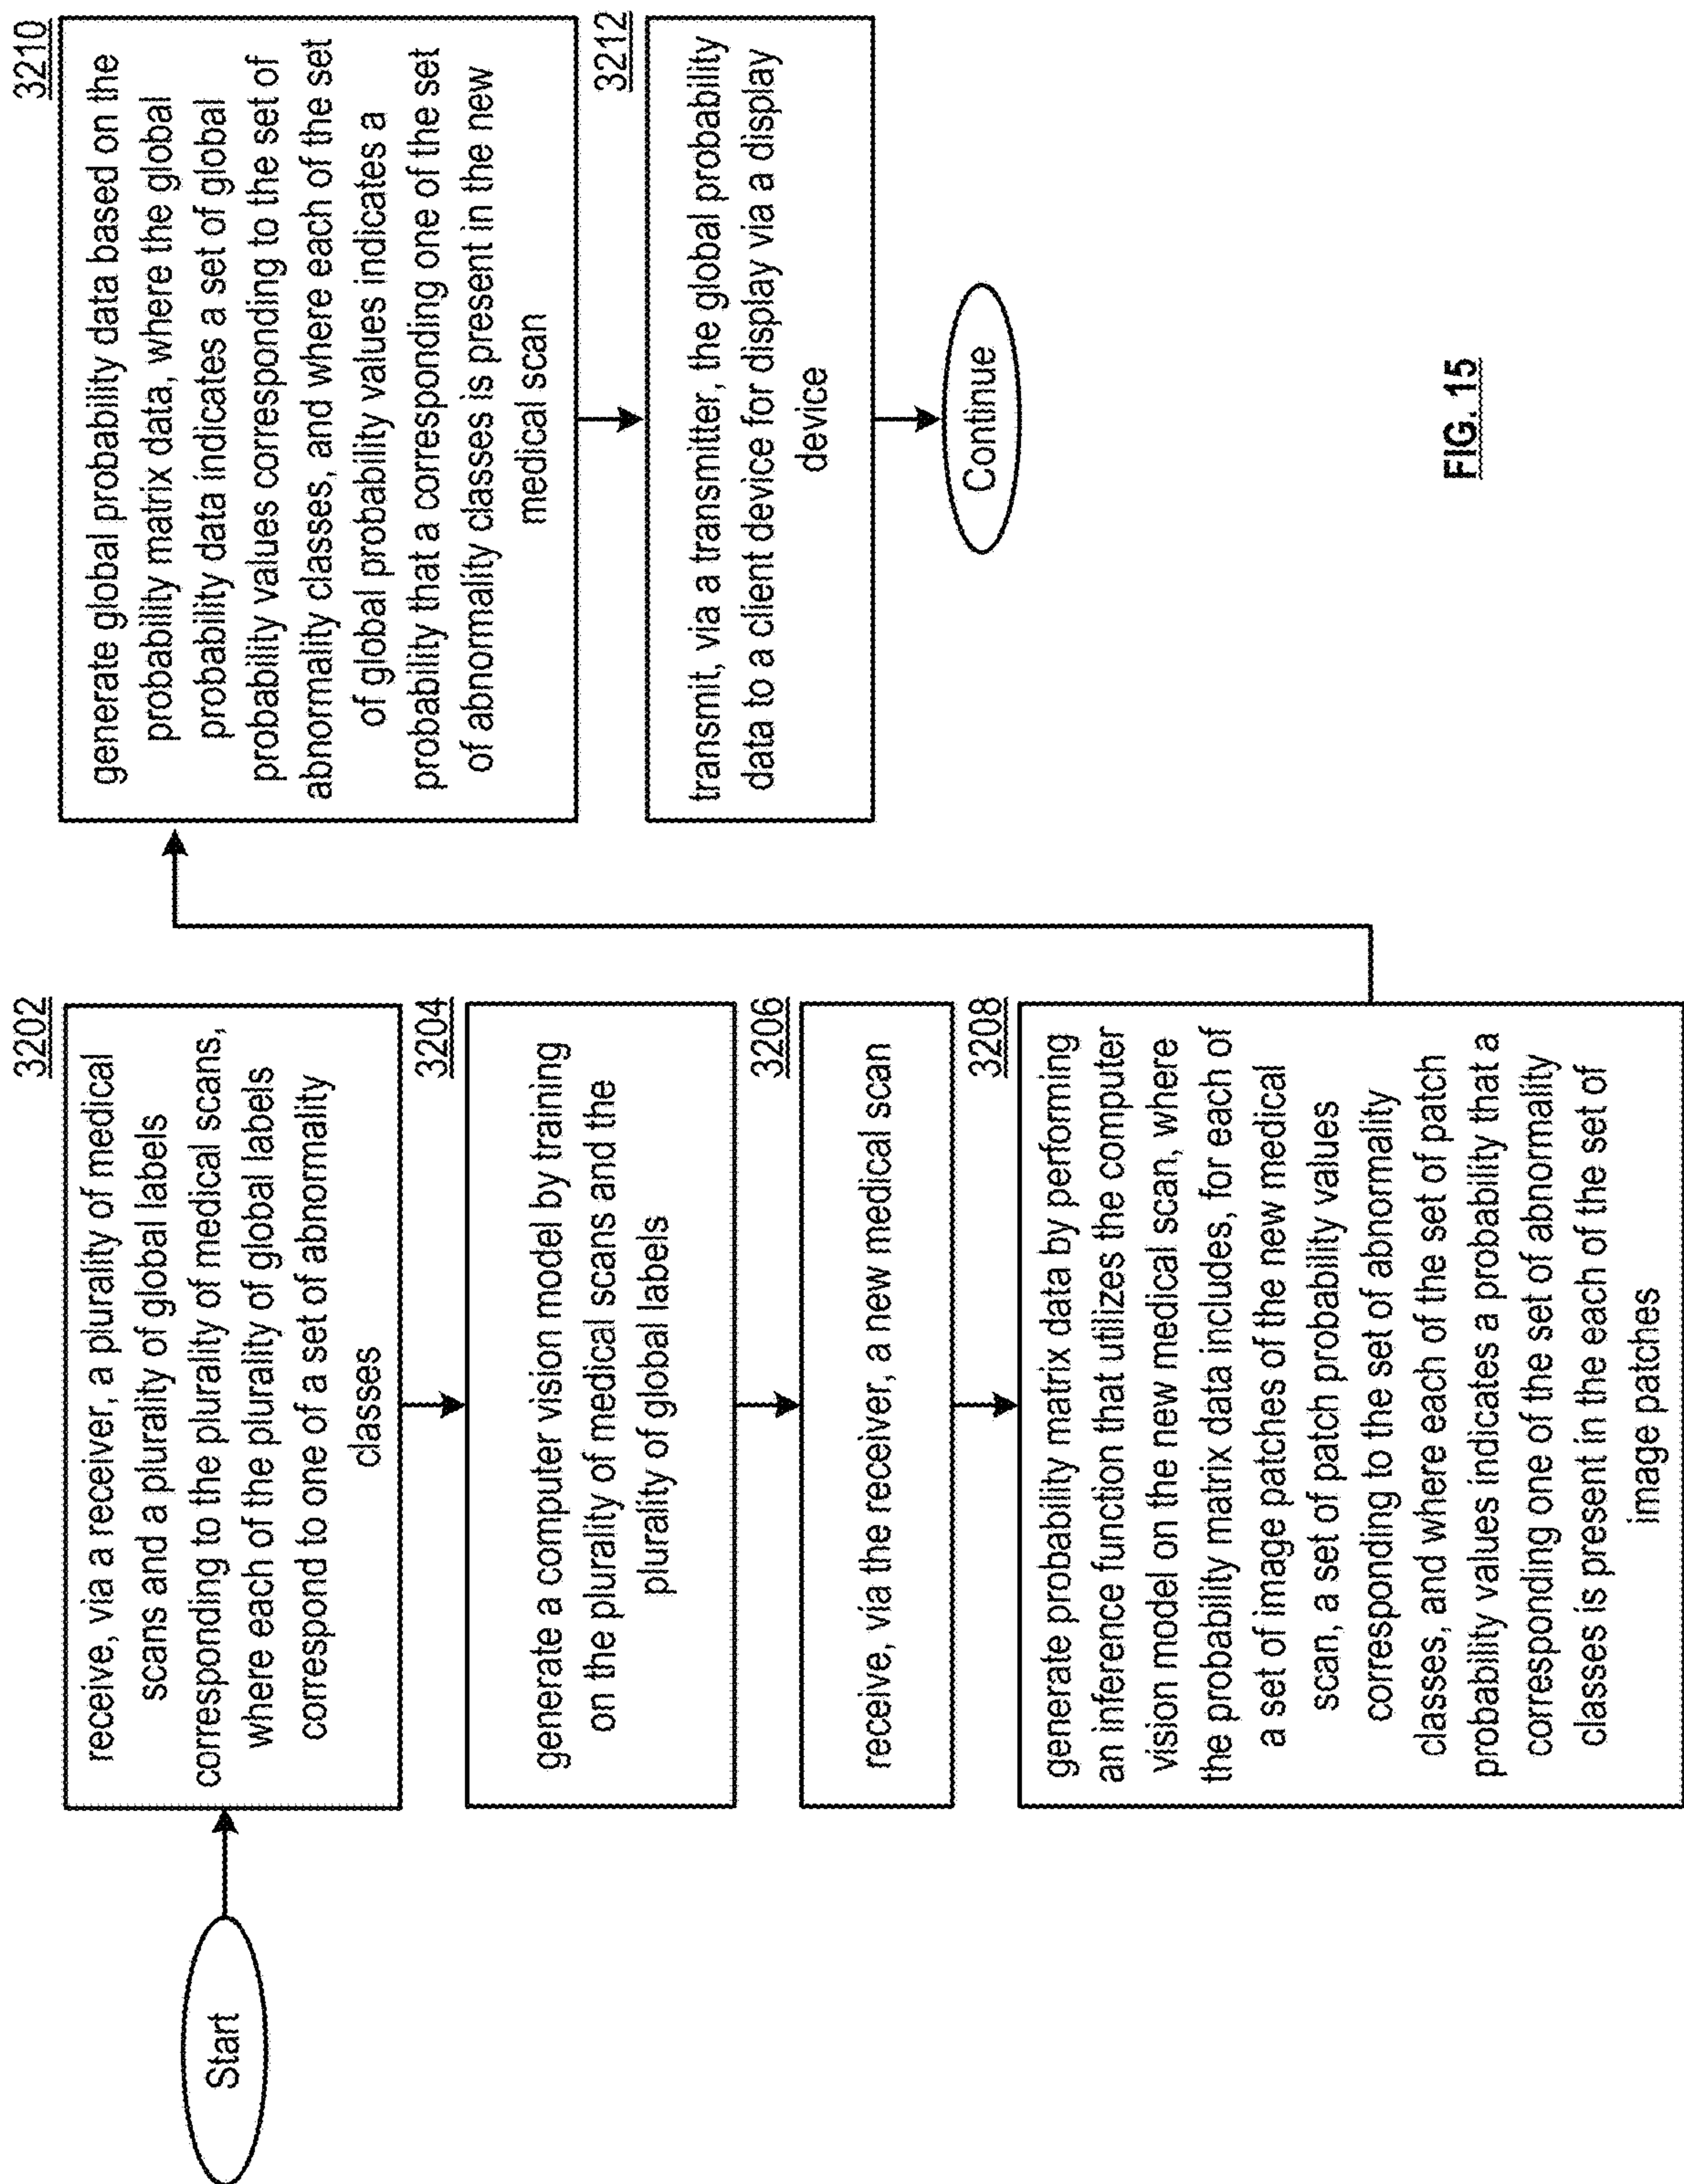 Start
3202
receive, via a receiver, a plurality of medical
scans and a plurality of global labels
corresponding to the plurality of medical scans,
where each of the plurality of global labels
correspond to one of a set of abnormality
classes
3204
generate a computer vision model by training
on the plurality of medical scans and the
plurality of global labels
3206
receive, via the receiver, a new medical scan
3208
generate probability matrix data by performing
an inference function that utilizes the computer
vision model on the new medical scan, where
the probability matrix data includes, for each of
a set of image patches of the new medical
scan, a set of patch probability values
corresponding to the set of abnormality
classes, and where each of the set of patch
probability values indicates a probability that a
corresponding one of the set of abnormality
classes is present in the each of the set of
image patches
3210
generate global probability data based on the
probability matrix data, where the global
probability data indicates a set of global
probability values corresponding to the set of
abnormality classes, and where each of the set
of global probability values indicates a
probability that a corresponding one of the set
of abnormality classes is present in the new
medical scan
3212
transmit, via a transmitter, the global probability
data to a client device for display via a display
device
Continue
FIG. 15